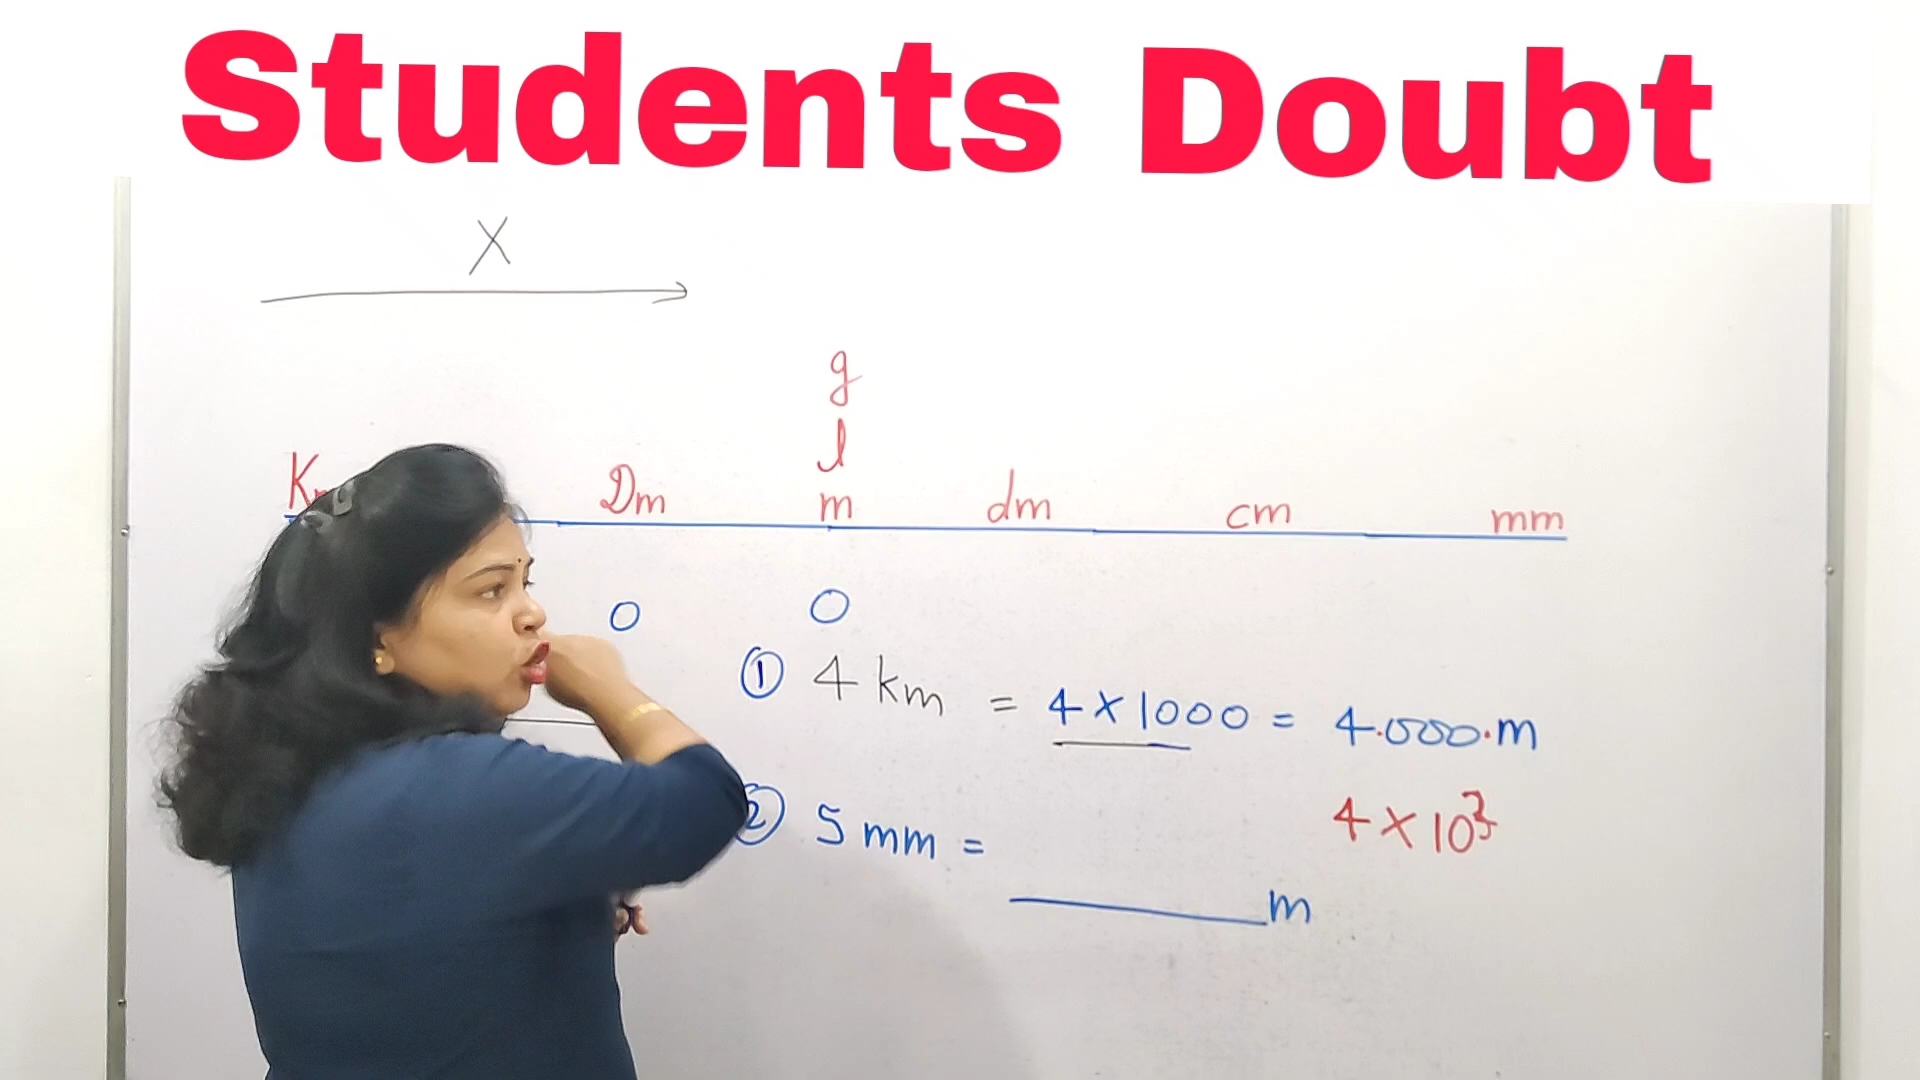 Students Doubt
X
g
l
K Dm m dm cm mm
0 0
① 4 km = 4 X 1000 = 4.000.m
4 X 10³
② 5 mm =
m